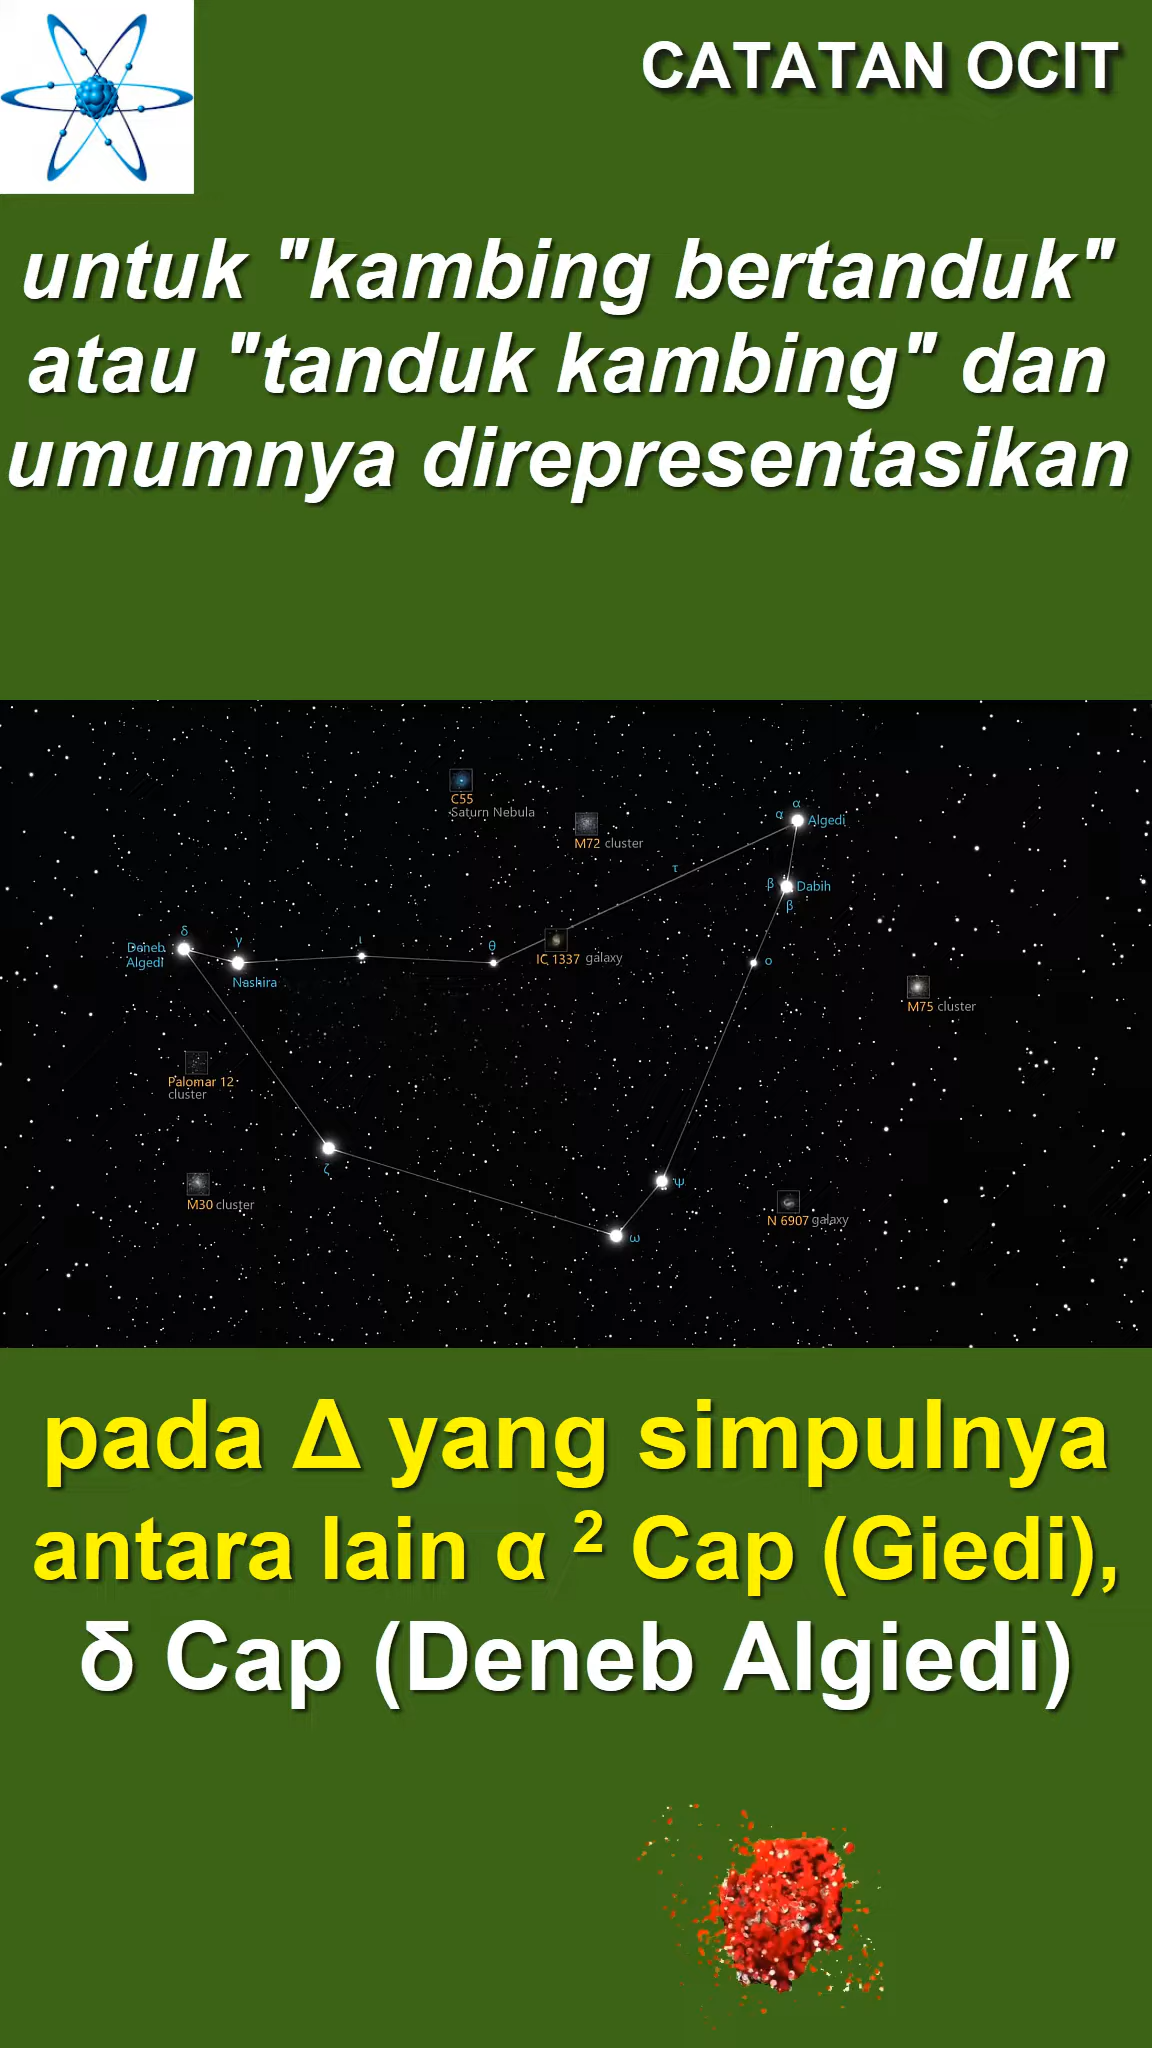 CATATAN OCIT
untuk "kambing bertanduk"
atau "tanduk kambing" dan
umumnya direpresentasikan
C55
Saturn Nebula
M72 cluster
α
α Algedi
τ
β Dabih
β
δ
Deneb
Algedi
γ
Nashira
ι
θ
IC 1337 galaxy
ο
M75 cluster
Palomar 12
cluster
ζ
M30 cluster
Ψ
ω
N 6907 galaxy
pada Δ yang simpulnya
antara lain α ² Cap (Giedi),
δ Cap (Deneb Algiedi)